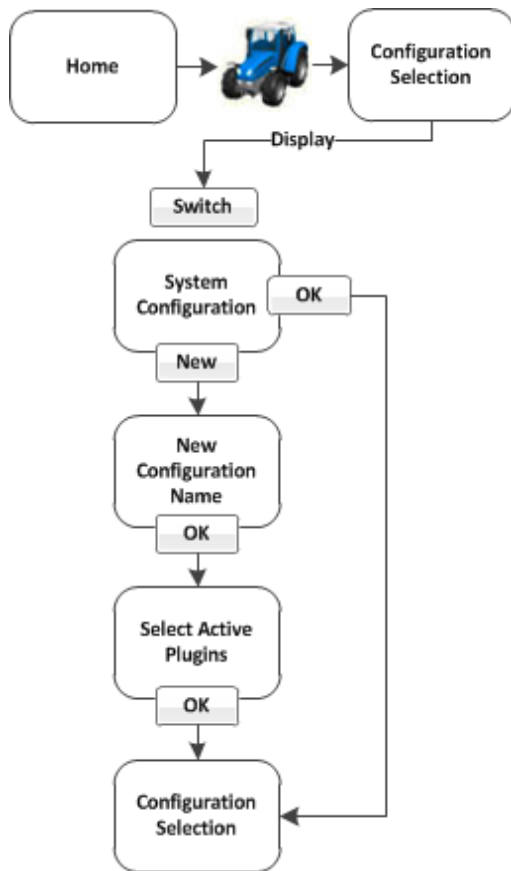 Home
Configuration
Selection
Display
Switch
System
Configuration
OK
New
New
Configuration
Name
OK
Select Active
Plugins
OK
Configuration
Selection